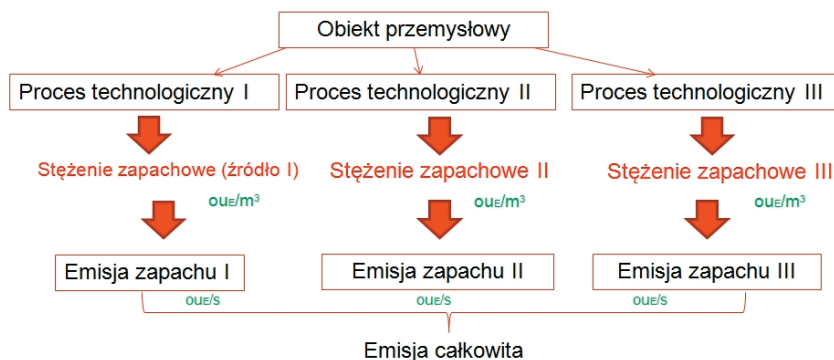 Obiekt przemysłowy
Proces technologiczny I
Proces technologiczny II
Proces technologiczny III
Stężenie zapachowe (źródło I)
Stężenie zapachowe II
Stężenie zapachowe III
ouE/m³
ouE/m³
ouE/m³
Emisja zapachu I
Emisja zapachu II
Emisja zapachu III
ouE/s
ouE/s
ouE/s
Emisja całkowita